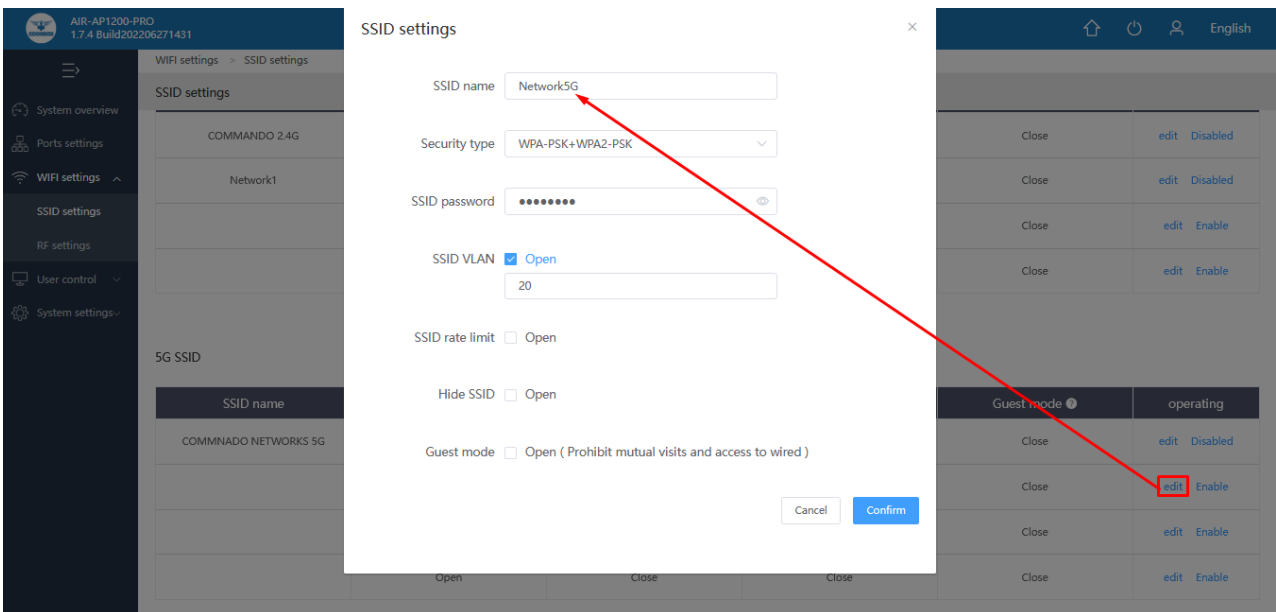 AIR-AP1200-PRO
1.7.4 Build202206271431
English
WIFI settings > SSID settings
SSID settings
System overview
Ports settings
WIFI settings
SSID settings
RF settings
User control
System settings
COMMANDO 2.4G Close edit Disabled
Network1 Close edit Disabled
Close edit Enable
Close edit Enable
5G SSID
SSID name Guest mode ? operating
COMMNADO NETWORKS 5G Close edit Disabled
Close edit Enable
Close edit Enable
Open Close Close Close edit Enable
SSID settings
SSID name Network5G
Security type WPA-PSK+WPA2-PSK
SSID password ••••••••
SSID VLAN Open
20
SSID rate limit Open
Hide SSID Open
Guest mode Open ( Prohibit mutual visits and access to wired )
Cancel Confirm